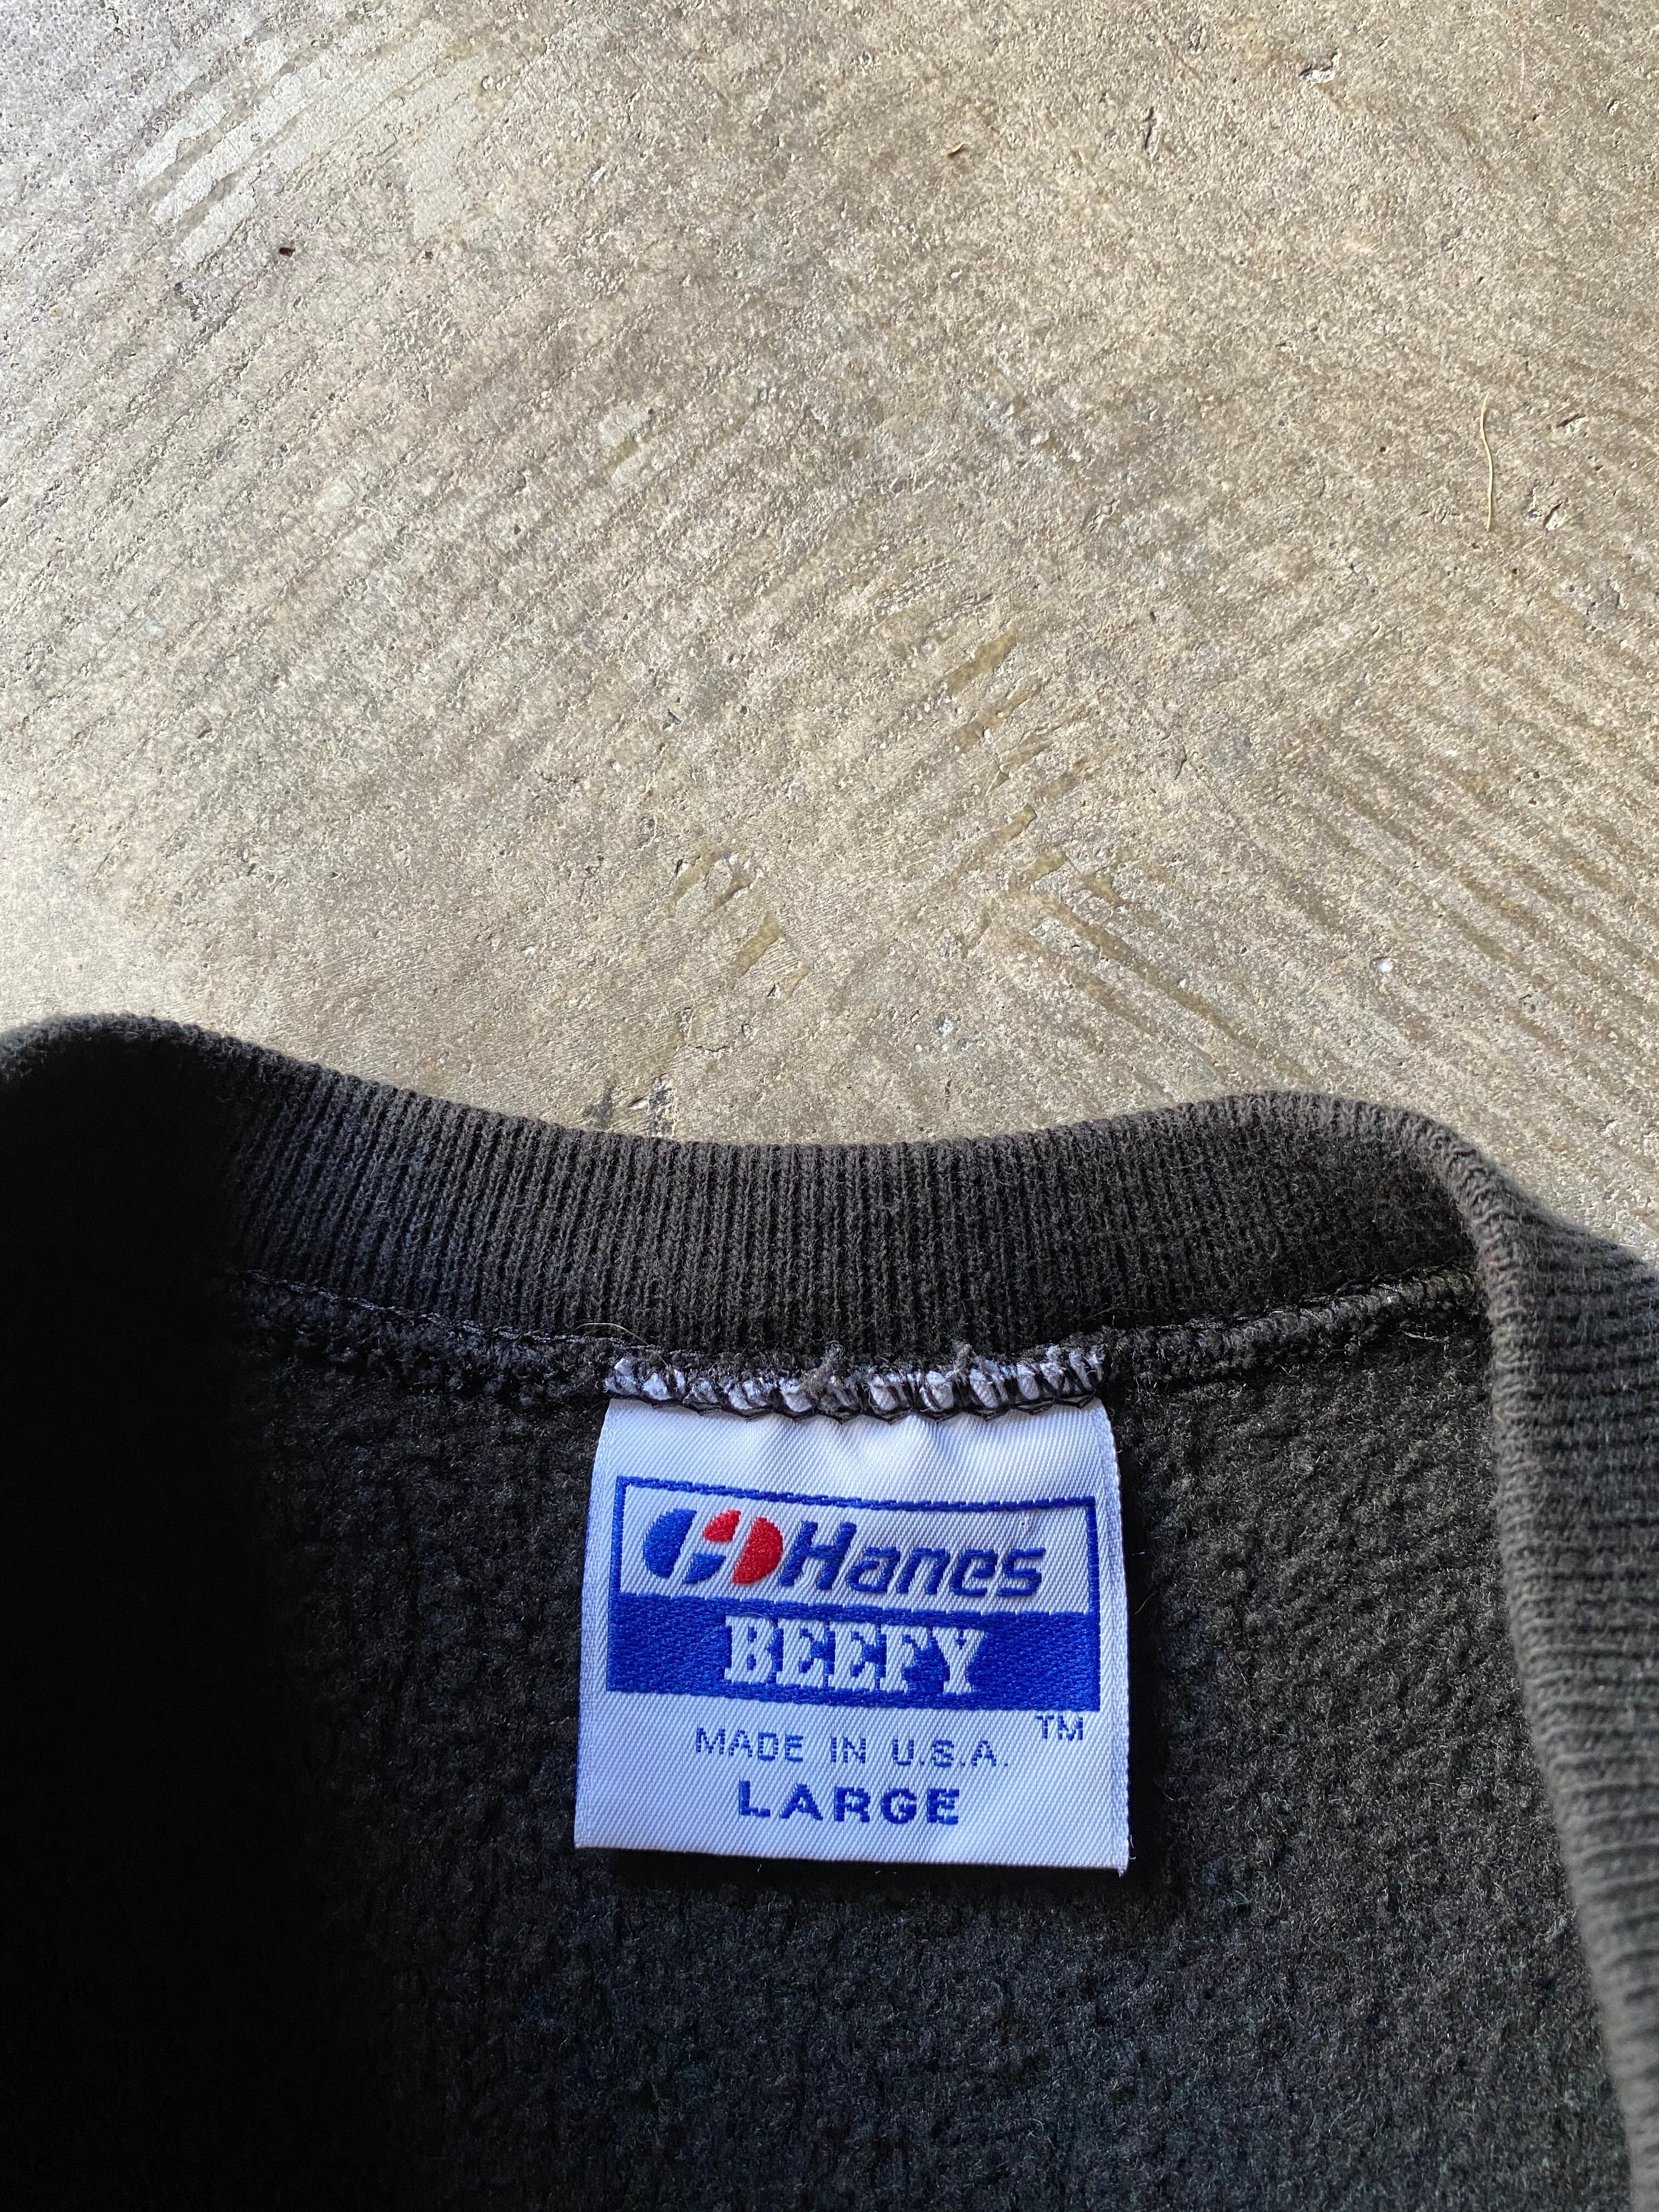 Hanes
BEEFY
TM
MADE IN U.S.A.
LARGE